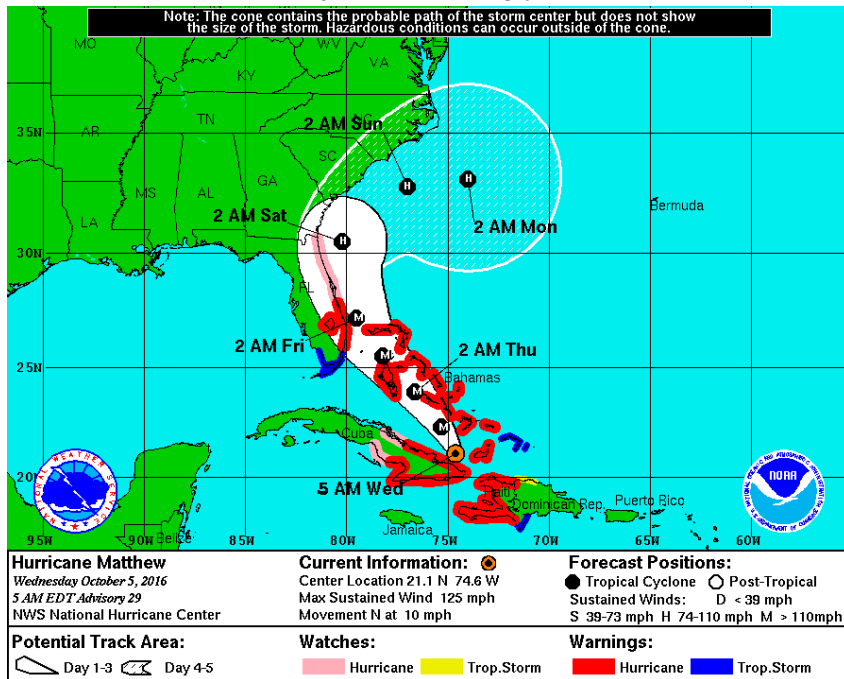 Note: The cone contains the probable path of the storm center but does not show
the size of the storm. Hazardous conditions can occur outside of the cone.
MO
KY
WV
VA
35N
AR
TN
NC
2 AM Sun
SC
MS
AL
GA
LA
2 AM Sat
2 AM Mon
Bermuda
30N
FL
2 AM Fri
2 AM Thu
25N
Bahamas
Cuba
5 AM Wed
20N
Haiti
Dominican Rep.
Puerto Rico
Jamaica
Belize
95W
90W
85W
80W
75W
70W
65W
60W
H
H
H
M
M
M
M
NATIONAL WEATHER SERVICE
NOAA
Hurricane Matthew
Wednesday October 5, 2016
5 AM EDT Advisory 29
NWS National Hurricane Center
Current Information:
Center Location 21.1 N 74.6 W
Max Sustained Wind 125 mph
Movement N at 10 mph
Forecast Positions:
Tropical Cyclone Post-Tropical
Sustained Winds: D < 39 mph
S 39-73 mph H 74-110 mph M > 110mph
Potential Track Area:
Day 1-3 Day 4-5
Watches:
Hurricane Trop.Storm
Warnings:
Hurricane Trop.Storm